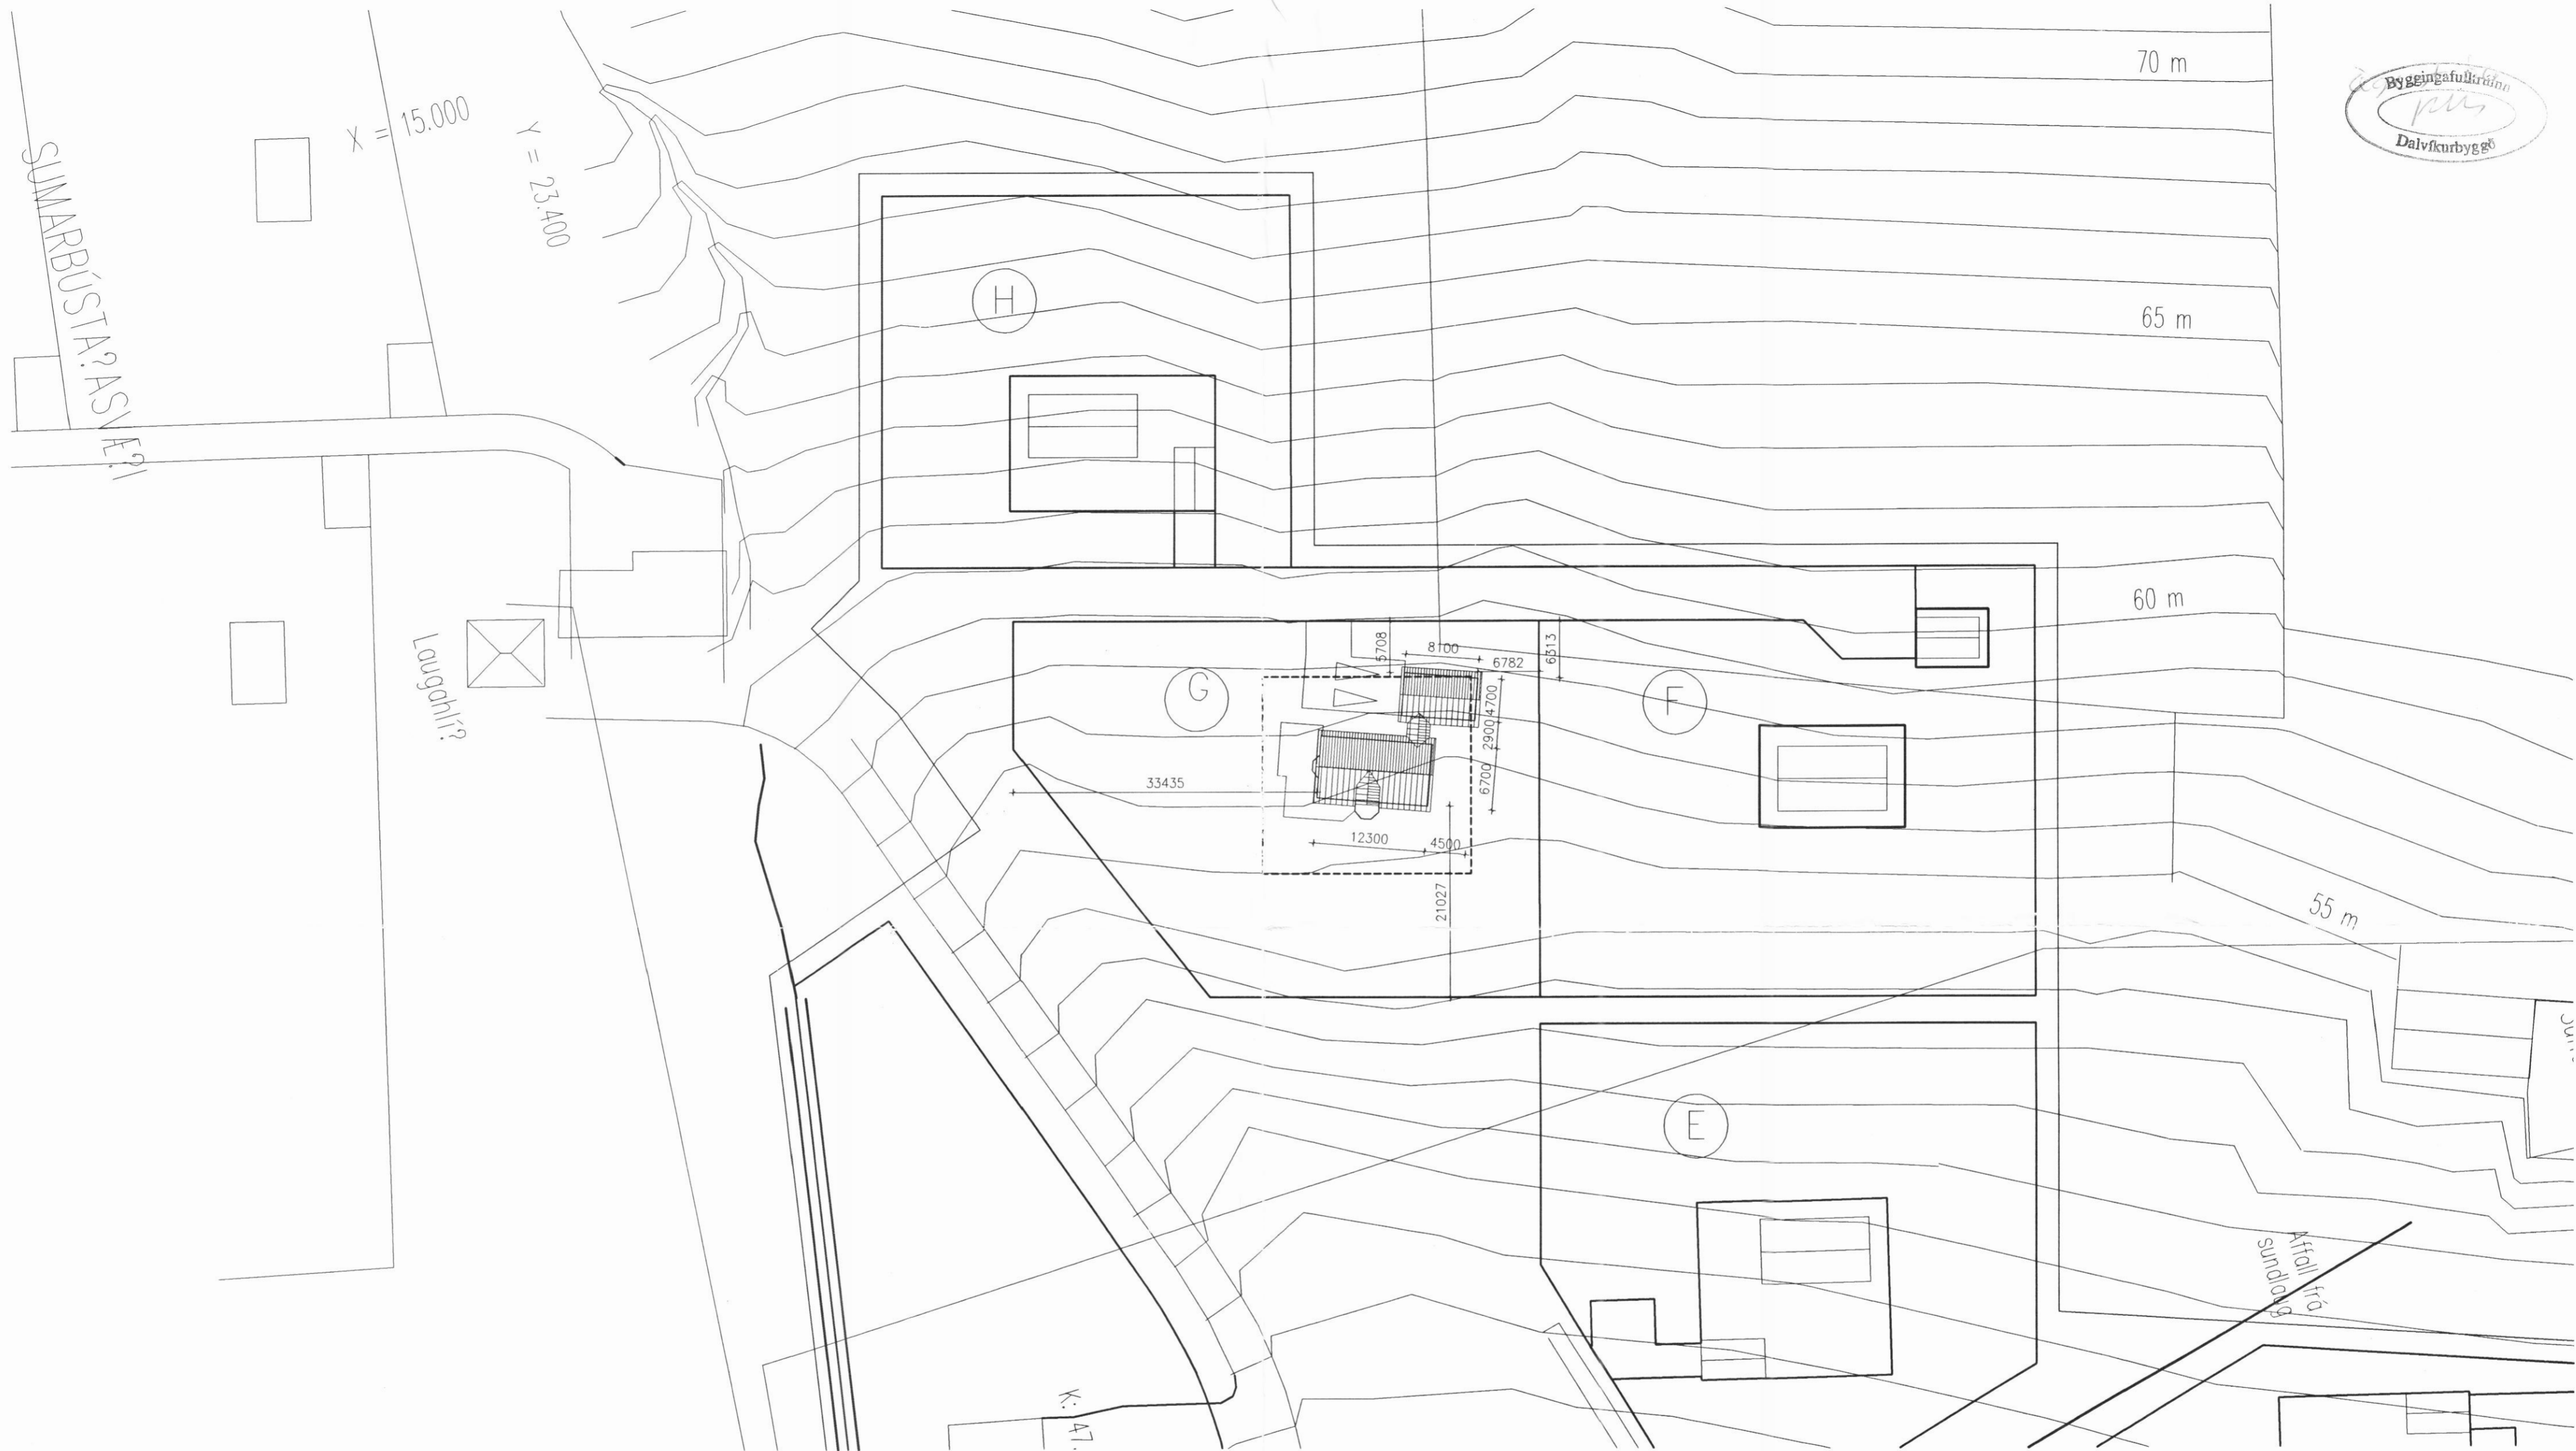 70 m
Byggingafulltrúinn
Dalvíkurbyggð
X = 15.000
Y = 23.400
SUMARBÚSTA?ASVÆ?I
H
65 m
60 m
Laugahlí?
5708
8100
6782
6313
G
F
4700
2900
6700
33435
12300
4500
21027
55 m
E
Affall frá
sundlaug
K: 47.